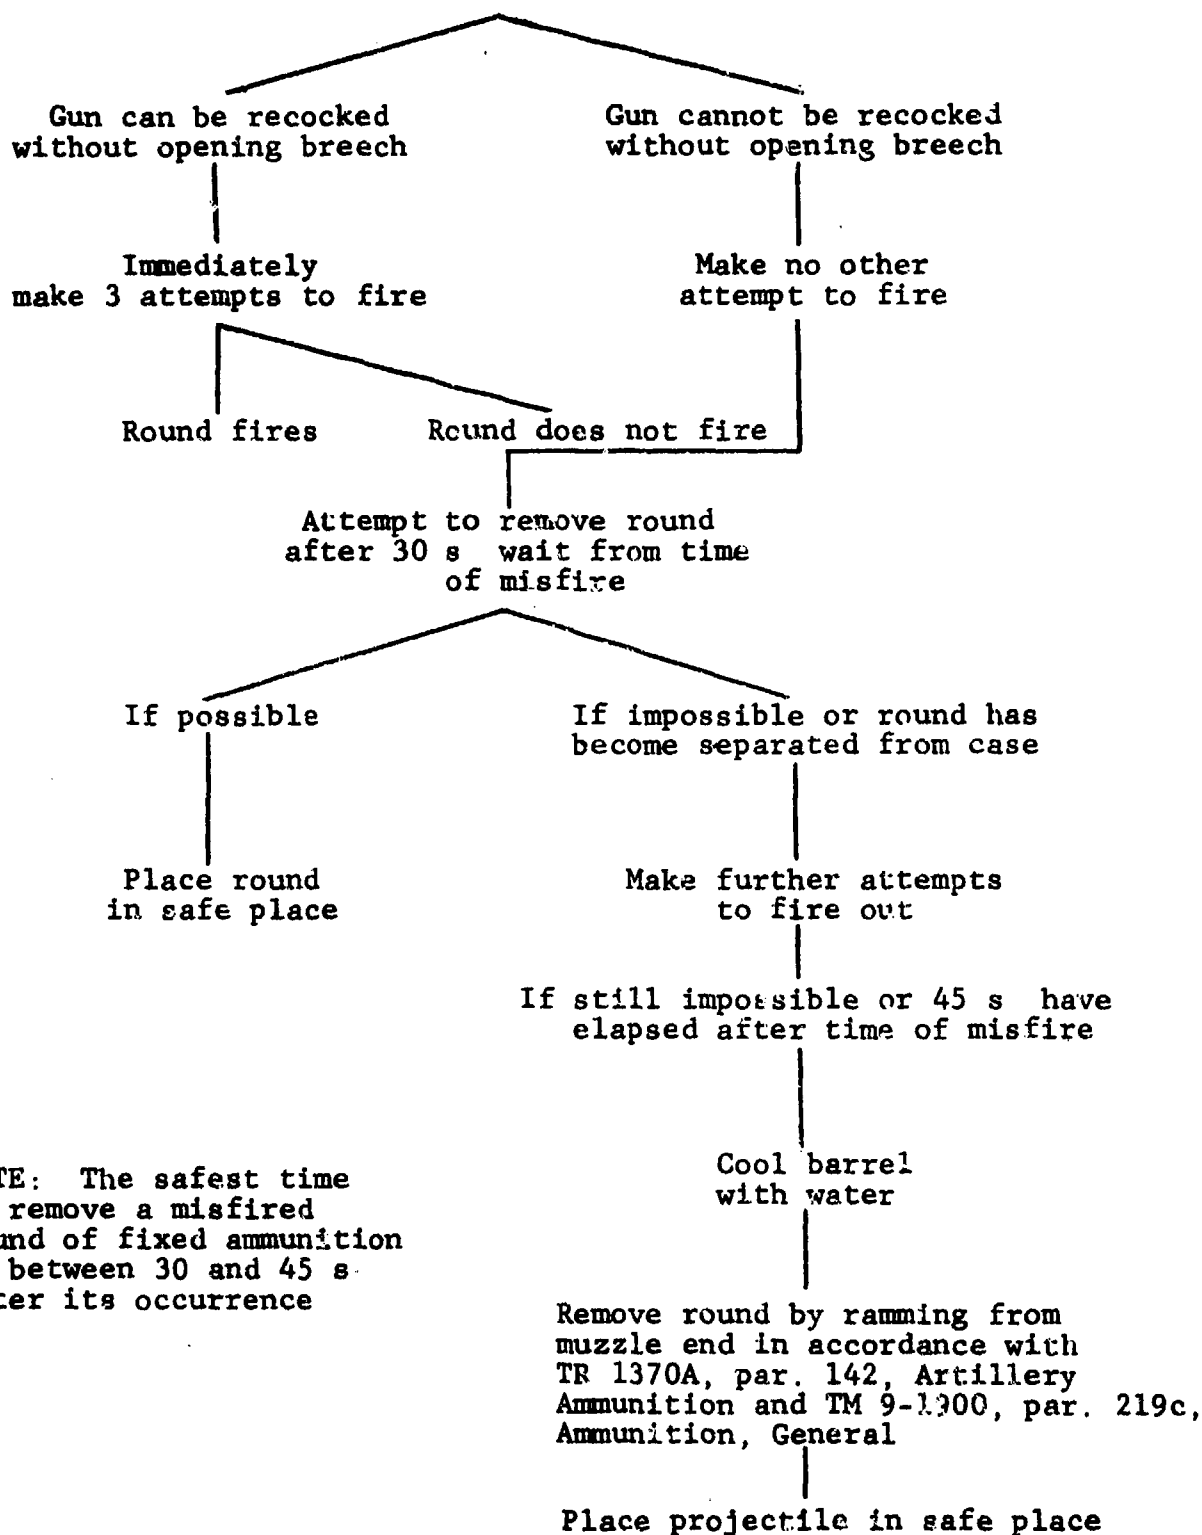 Gun can be recocked
without opening breech
Gun cannot be recocked
without opening breech
Immediately
make 3 attempts to fire
Make no other
attempt to fire
Round fires
Round does not fire
Attempt to remove round
after 30 s wait from time
of misfire
If possible
If impossible or round has
become separated from case
Place round
in safe place
Make further attempts
to fire out
If still impossible or 45 s have
elapsed after time of misfire
Cool barrel
with water
TE: The safest time
remove a misfired
und of fixed ammunition
between 30 and 45 s
ter its occurrence
Remove round by ramming from
muzzle end in accordance with
TR 1370A, par. 142, Artillery
Ammunition and TM par. 219c,
Ammunition, General
Place projectile in safe place